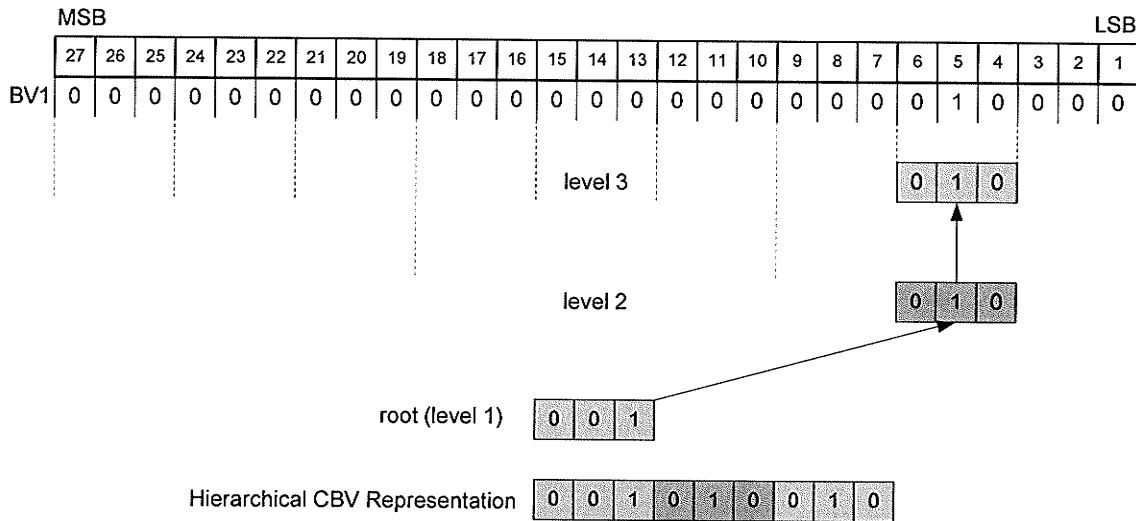 MSB LSB
27 26 25 24 23 22 21 20 19 18 17 16 15 14 13 12 11 10 9 8 7 6 5 4 3 2 1
BV1 0 0 0 0 0 0 0 0 0 0 0 0 0 0 0 0 0 0 0 0 0 0 1 0 0 0 0
level 3 0 1 0
level 2 0 1 0
root (level 1) 0 0 1
Hierarchical CBV Representation 0 0 1 0 1 0 0 1 0